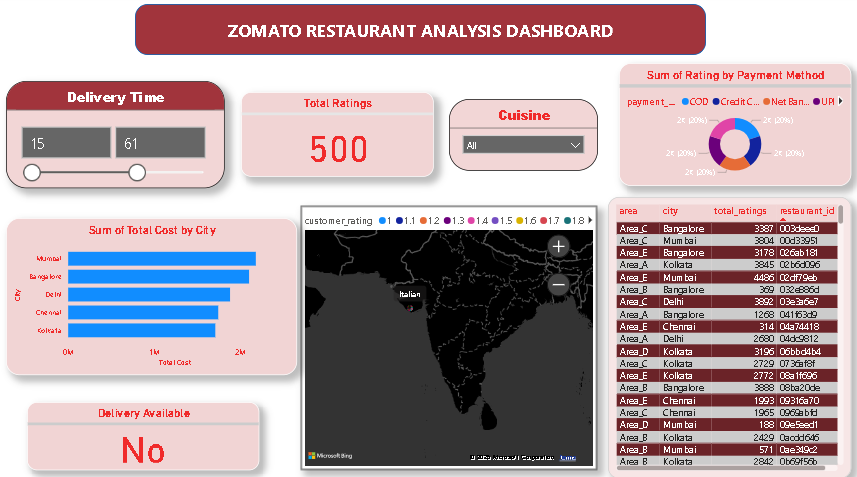 ZOMATO RESTAURANT ANALYSIS DASHBOARD
Delivery Time
15 61
Total Ratings
500
Cuisine
All
Sum of Rating by Payment Method
payment_... COD Credit C... Net Ban... UPI
2K (20%) 2K (20%)
2K (20%) 2K (20%)
2K (20%)
Sum of Total Cost by City
City
Mumbai
Bangalore
Delhi
Chennai
Kolkata
0M 1M 2M
Total Cost
Delivery Available
No
customer_rating 1 1.1 1.2 1.3 1.4 1.5 1.6 1.7 1.8
Italian
Microsoft Bing
area city total_ratings restaurant_id
Area_C Bangalore 3387 003deee0
Area_C Mumbai 3804 00d33951
Area_E Bangalore 3178 026ab181
Area_A Kolkata 3845 02b6d096
Area_E Mumbai 4486 02df79eb
Area_B Bangalore 369 032e886d
Area_C Delhi 3892 03e3a6e7
Area_A Bangalore 1268 041f63d9
Area_E Chennai 314 04a74418
Area_A Delhi 2680 04dc9812
Area_D Kolkata 3196 06bbd4b4
Area_C Kolkata 2729 0736af8f
Area_E Kolkata 2772 08a1f696
Area_B Bangalore 3888 08ba20de
Area_E Chennai 1993 09316a70
Area_C Chennai 1965 0969abfd
Area_D Mumbai 188 09e5eed1
Area_B Kolkata 2429 0acdd646
Area_B Mumbai 571 0ae349c2
Area_B Kolkata 2842 0b69f56b